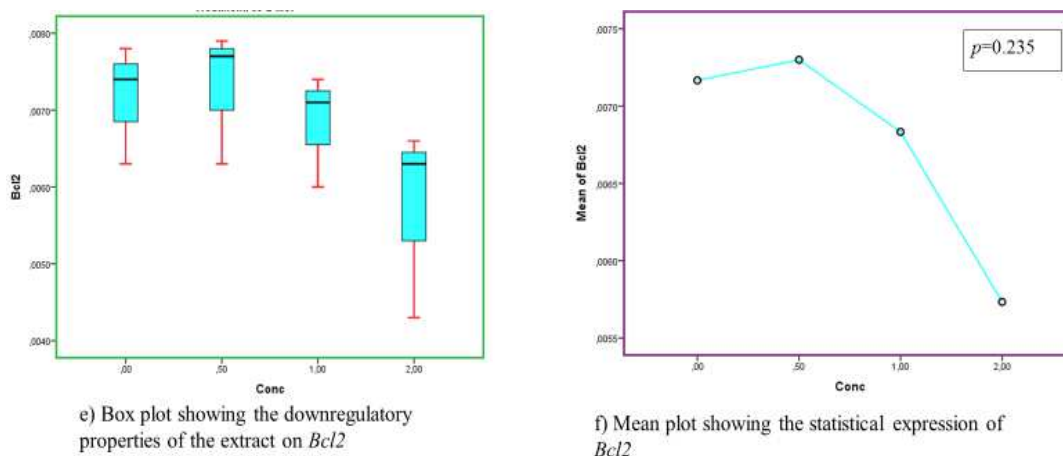 ,0080
,0070
,0060
,0050
,0040
Bcl2
,00
,50
1,00
2,00
Conc
e) Box plot showing the downregulatory
properties of the extract on Bcl2
p=0.235
,0075
,0070
,0065
,0060
,0055
Mean of Bcl2
,00
,50
1,00
2,00
Conc
f) Mean plot showing the statistical expression of
Bcl2